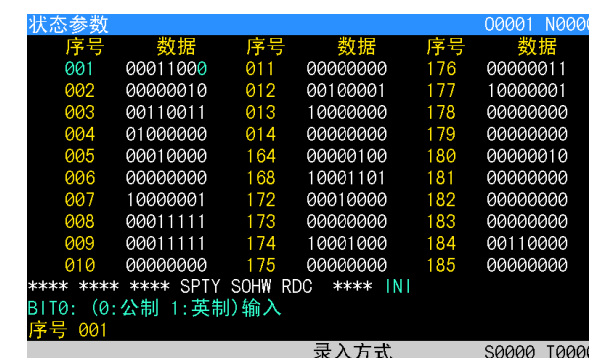 状态参数 O0001 N000
序号 数据 序号 数据 序号 数据
001 00011000 011 00000000 176 00000011
002 00000010 012 00100001 177 10000001
003 00110011 013 10000000 178 00000000
004 01000000 014 00000000 179 00000000
005 00010000 164 00000100 180 00000010
006 00000000 168 10001101 181 00000000
007 10000001 172 00010000 182 00000000
008 00011111 173 00000000 183 00000000
009 00011111 174 10001000 184 00110000
010 00000000 175 00000000 185 00000000
**** **** **** SPTY SOHW RDC **** INI
BIT0: (0:公制 1:英制)输入
序号 001
录入方式 S0000 T000